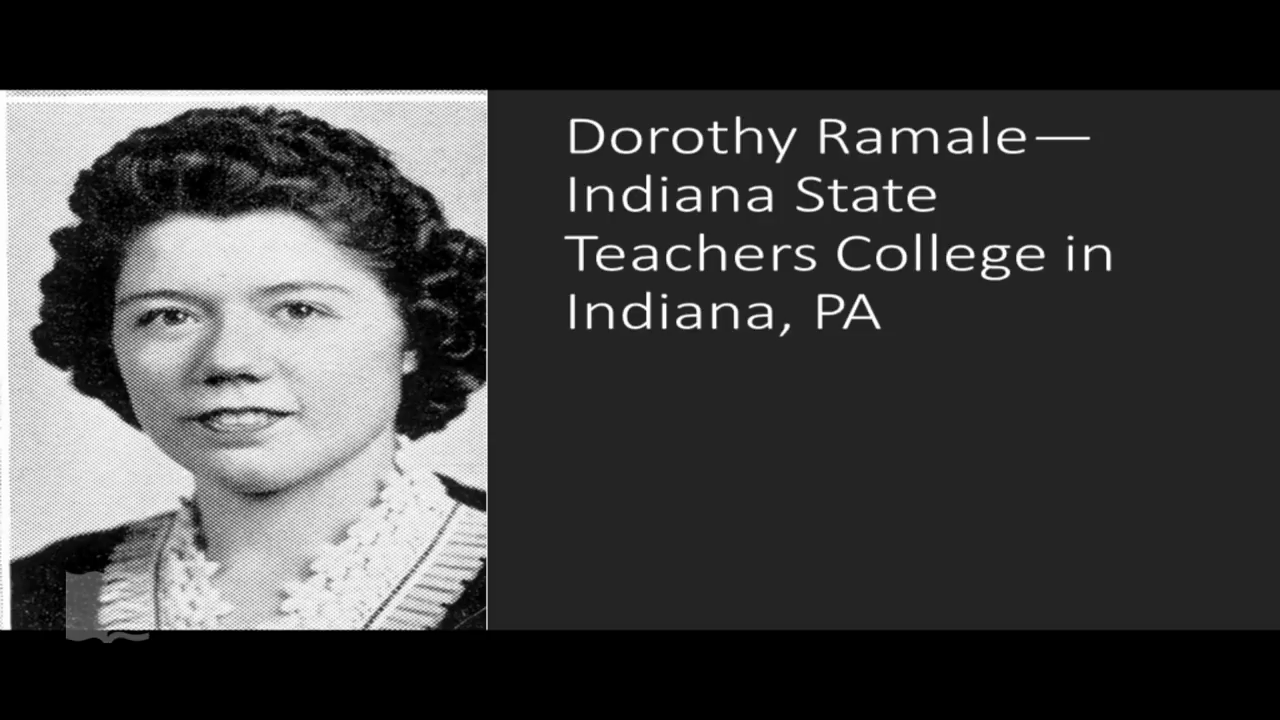 Dorothy Ramale—
Indiana State
Teachers College in
Indiana, PA